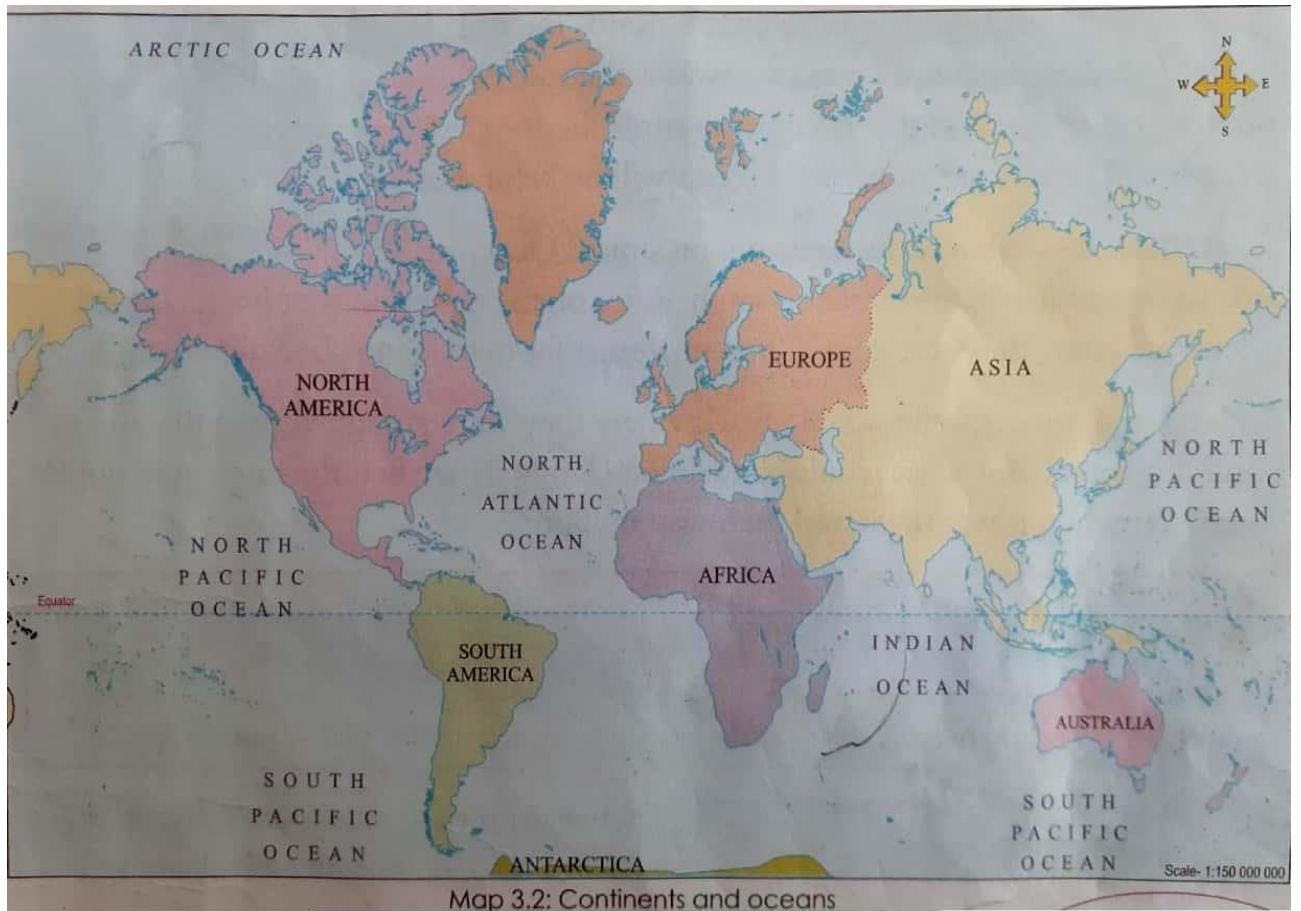 ARCTIC OCEAN
N
W E
S
NORTH
AMERICA
EUROPE
ASIA
NORTH
ATLANTIC
OCEAN
NORTH
PACIFIC
OCEAN
NORTH
PACIFIC
OCEAN
AFRICA
Equator
SOUTH
AMERICA
INDIAN
OCEAN
AUSTRALIA
SOUTH
PACIFIC
OCEAN
SOUTH
PACIFIC
OCEAN
ANTARCTICA
Scale- 1:150 000 000
Map 3.2: Continents and oceans